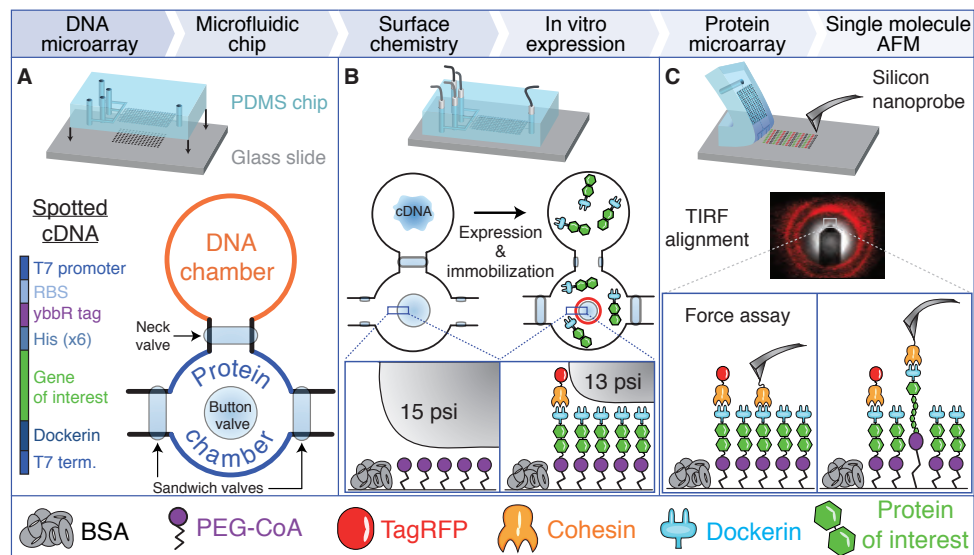 DNA
microarray
Microfluidic
chip
Surface
chemistry
In vitro
expression
Protein
microarray
Single molecule
AFM
A
PDMS chip
Glass slide
Spotted
cDNA
T7 promoter
RBS
ybbR tag
His (x6)
Gene
of interest
Dockerin
T7 term.
DNA
chamber
Neck
valve
Protein
Button
valve
chamber
Sandwich valves
B
cDNA
Expression
&
immobilization
15 psi
13 psi
C
Silicon
nanoprobe
TIRF
alignment
Force assay
BSA
PEG-CoA
TagRFP
Cohesin
Dockerin
Protein
of interest